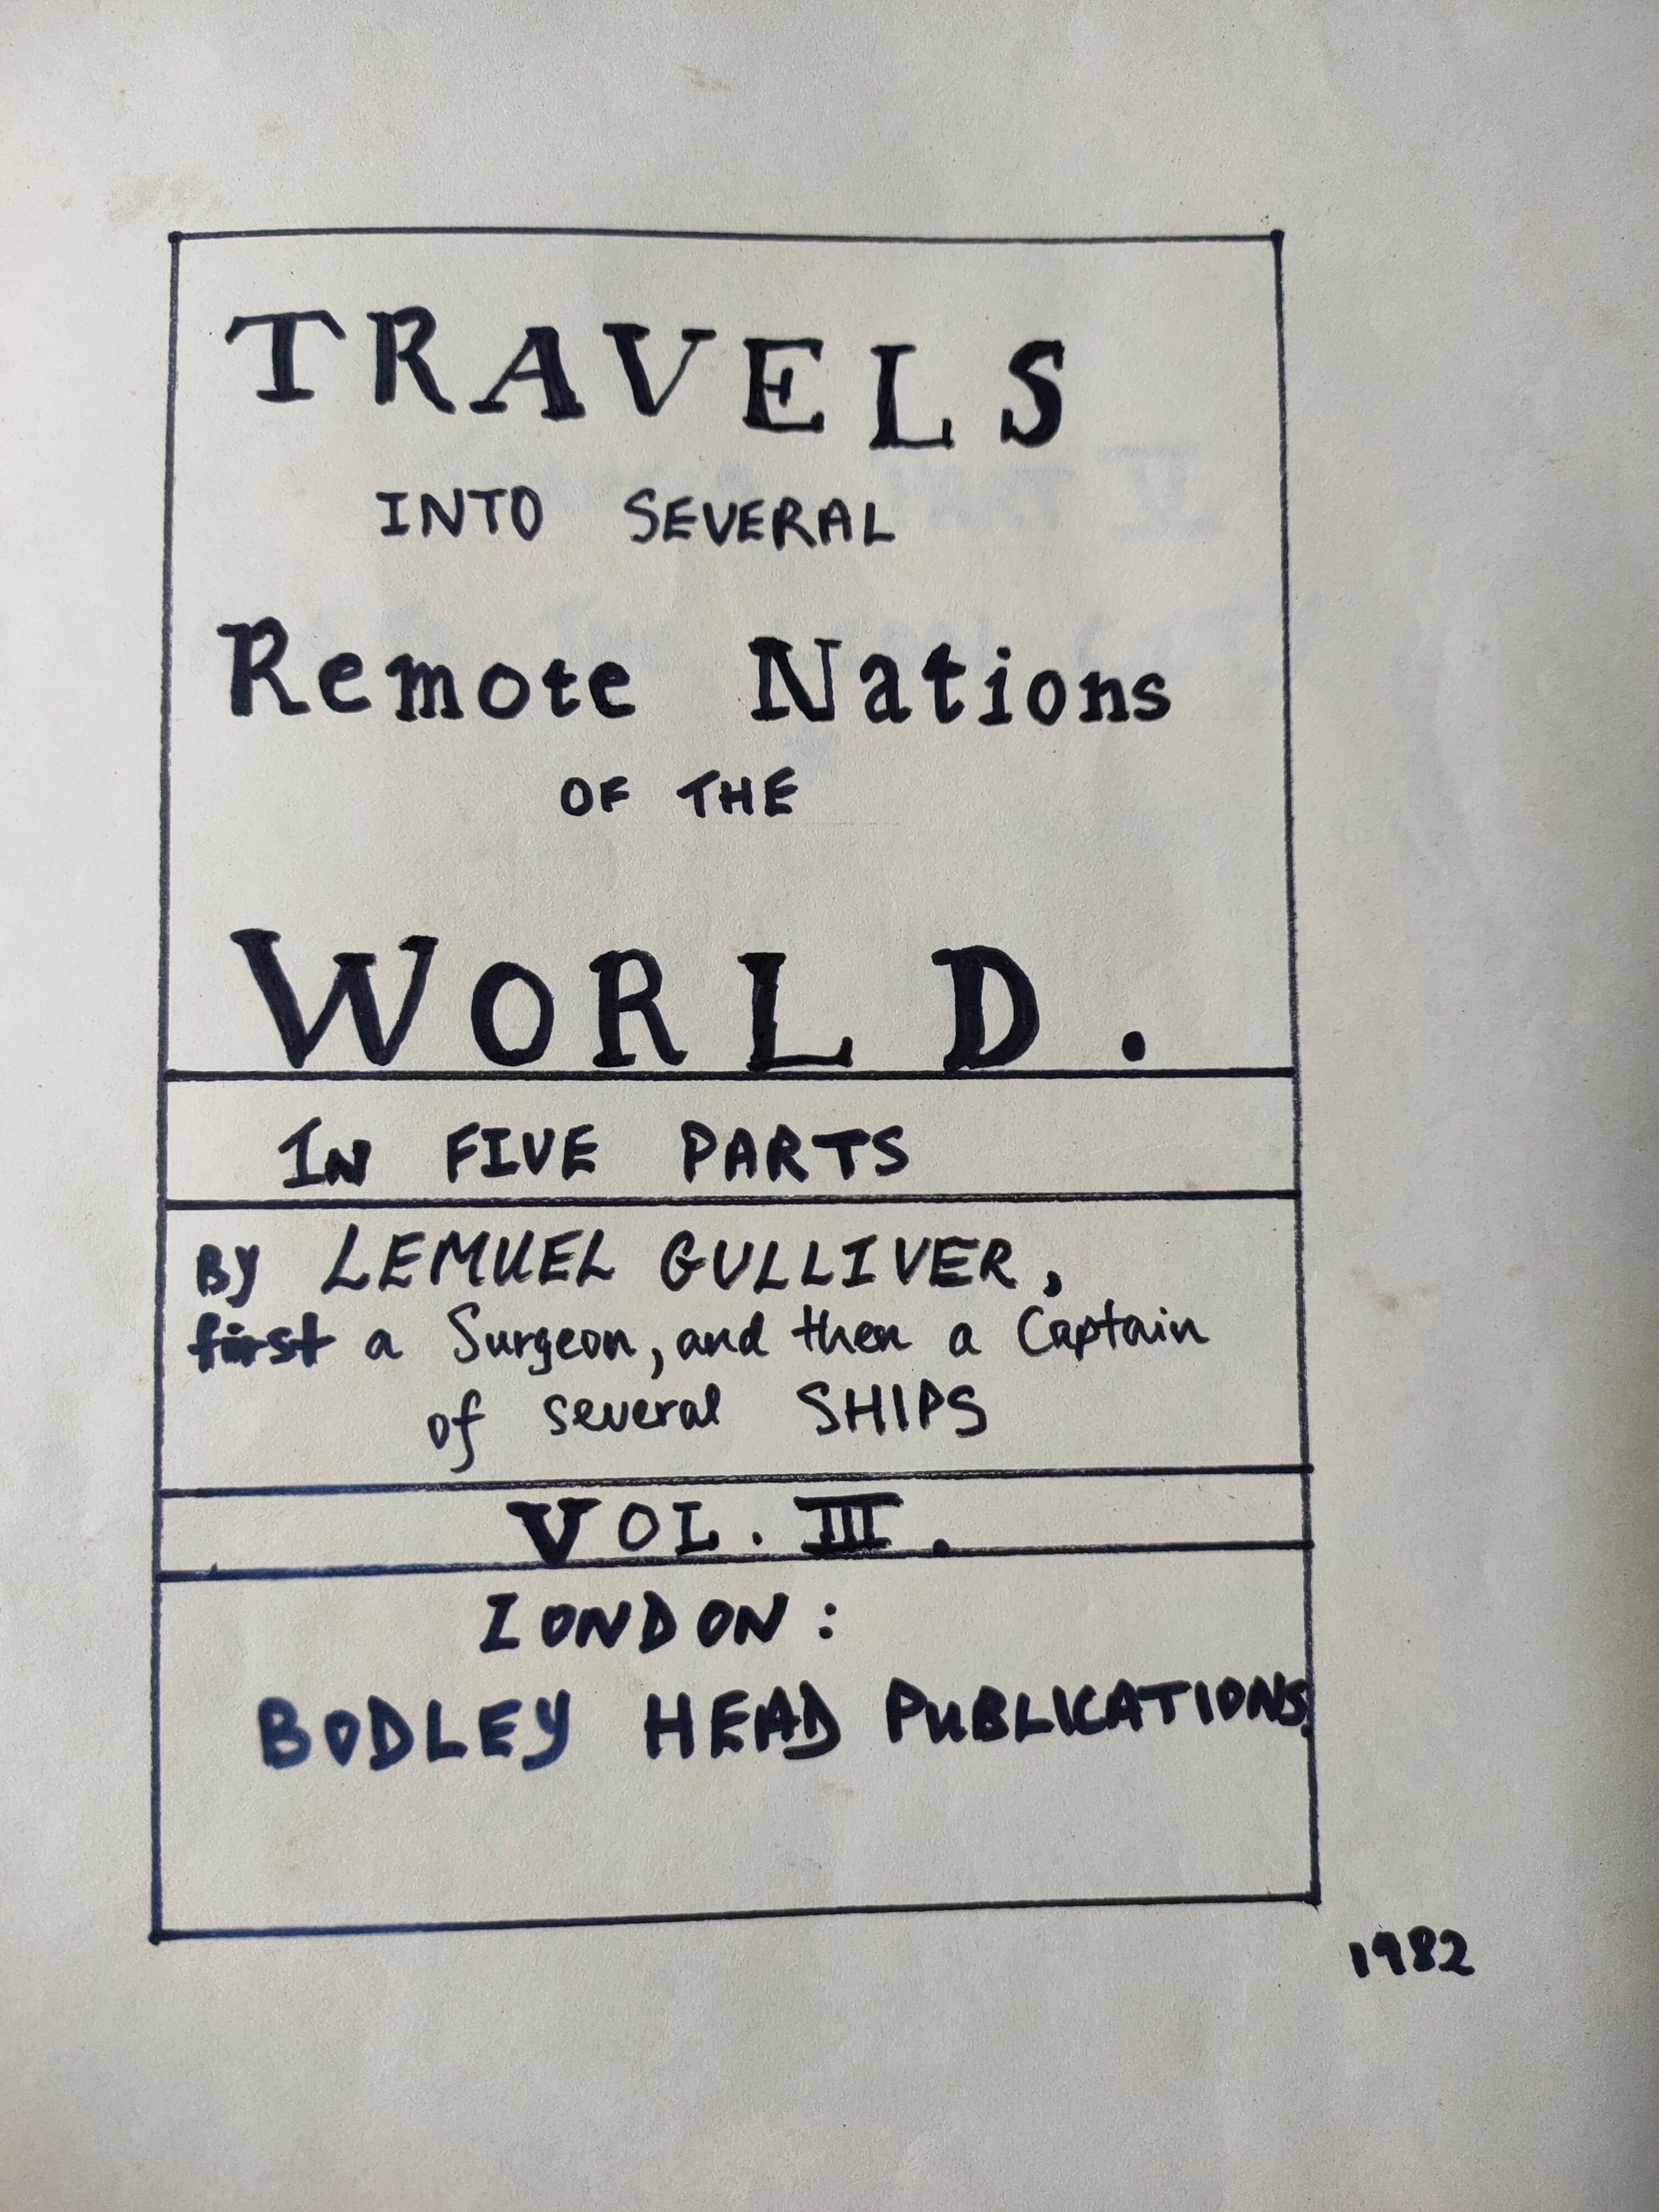 TRAVELS
INTO SEVERAL
Remote Nations
OF THE
WORLD.
IN FIVE PARTS
By LEMUEL GULLIVER,
first a Surgeon, and then a Captain
of several SHIPS
VOL. III.
LONDON:
BODLEY HEAD PUBLICATIONS.
1982